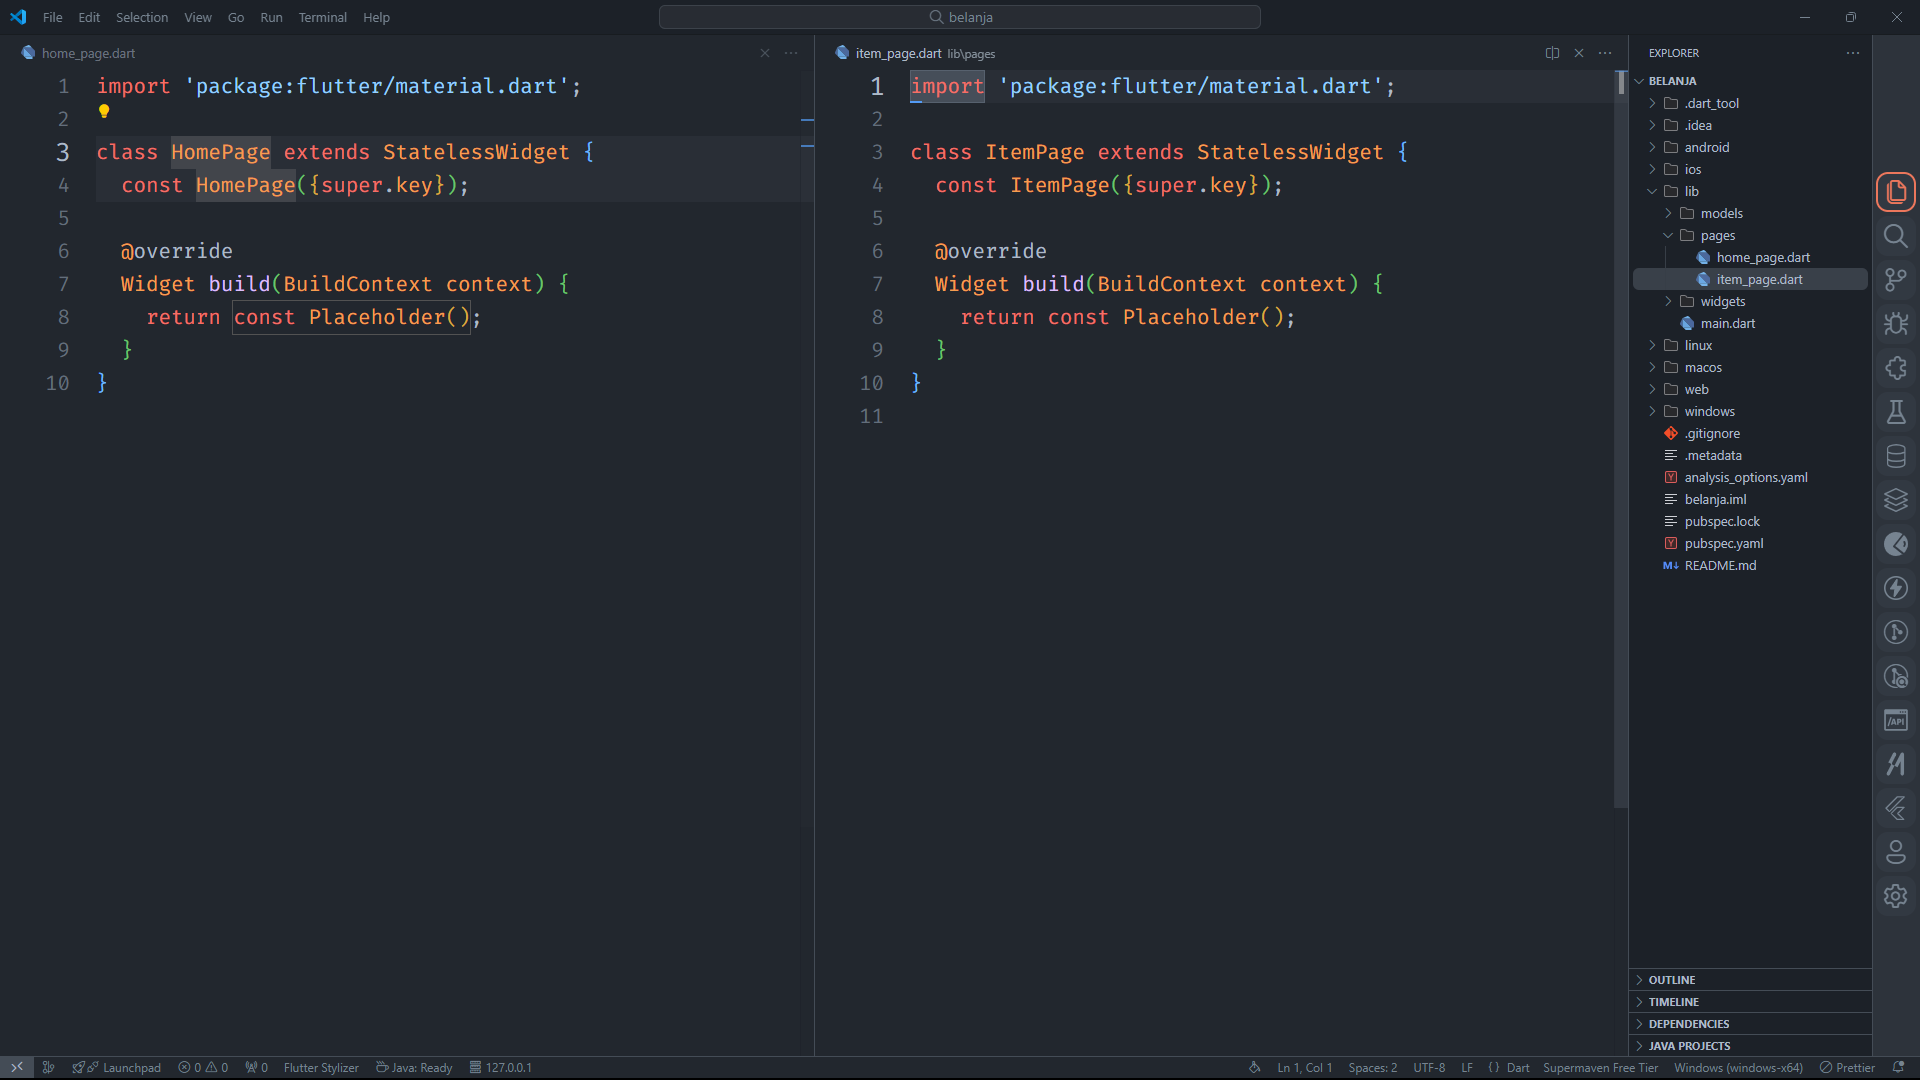 File Edit Selection View Go Run Terminal Help
belanja
home_page.dart
1 import 'package:flutter/material.dart';
2
3 class HomePage extends StatelessWidget {
4 const HomePage({super.key});
5
6 @override
7 Widget build(BuildContext context) {
8 return const Placeholder();
9 }
10 }
item_page.dart lib\pages
1 import 'package:flutter/material.dart';
2
3 class ItemPage extends StatelessWidget {
4 const ItemPage({super.key});
5
6 @override
7 Widget build(BuildContext context) {
8 return const Placeholder();
9 }
10 }
11
EXPLORER
BELANJA
.dart_tool
.idea
android
ios
lib
models
pages
home_page.dart
item_page.dart
widgets
main.dart
linux
macos
web
windows
.gitignore
.metadata
Y analysis_options.yaml
belanja.iml
pubspec.lock
Y pubspec.yaml
M↓ README.md
OUTLINE
TIMELINE
DEPENDENCIES
JAVA PROJECTS
/API
Launchpad 0 0 0 Flutter Stylizer Java: Ready 127.0.0.1
Ln 1, Col 1 Spaces: 2 UTF-8 LF {} Dart Supermaven Free Tier Windows (windows-x64) Prettier